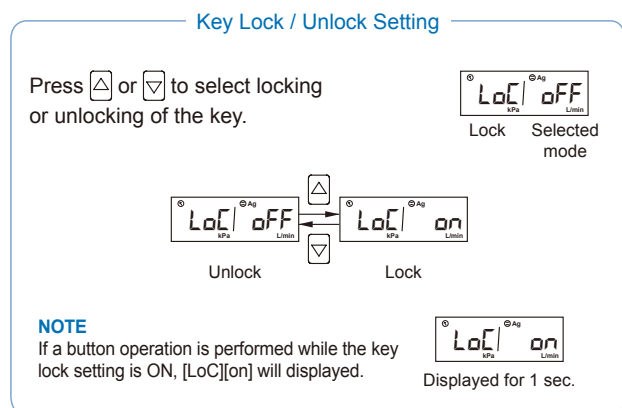 Key Lock / Unlock Setting
Press △ or ▽ to select locking
or unlocking of the key.
Ag
LoC oFF
kPa L/min
Lock Selected
mode
△
Ag
LoC oFF
kPa L/min
Ag
LoC on
kPa L/min
▽
Unlock Lock
NOTE
If a button operation is performed while the key
lock setting is ON, [LoC][on] will displayed.
Ag
LoC on
kPa L/min
Displayed for 1 sec.